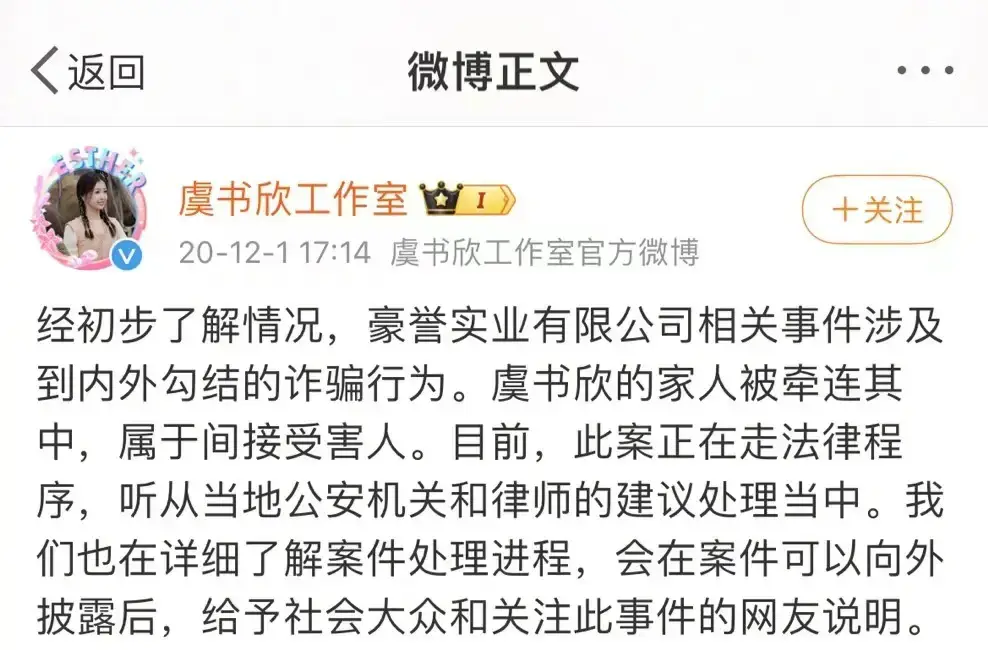 返回
微博正文
ESTHER
虞书欣工作室
I
+关注
20-12-1 17:14 虞书欣工作室官方微博
经初步了解情况，豪誉实业有限公司相关事件涉及
到内外勾结的诈骗行为。虞书欣的家人被牵连其
中，属于间接受害人。目前，此案正在走法律程
序，听从当地公安机关和律师的建议处理当中。我
们也在详细了解案件处理进程，会在案件可以向外
披露后，给予社会大众和关注此事件的网友说明。